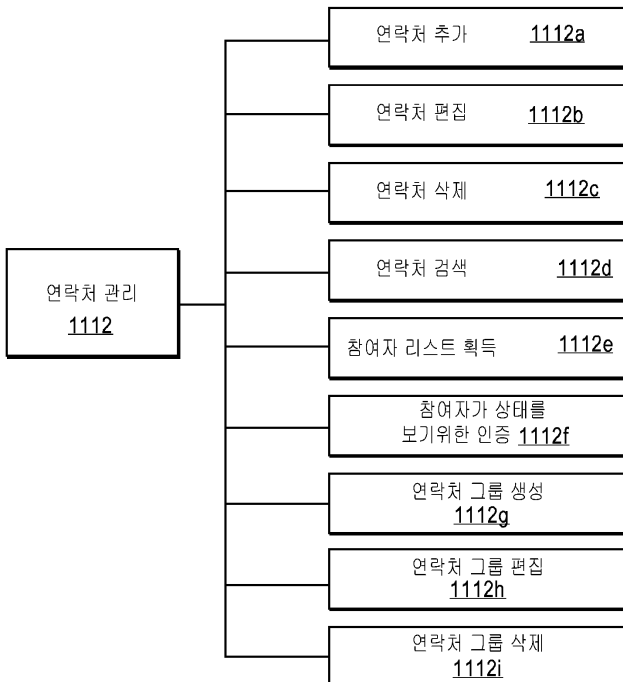 연락처 추가 1112a
연락처 편집 1112b
연락처 삭제 1112c
연락처 검색 1112d
연락처 관리
1112
참여자 리스트 획득 1112e
참여자가 상태를
보기위한 인증 1112f
연락처 그룹 생성
1112g
연락처 그룹 편집
1112h
연락처 그룹 삭제
1112i